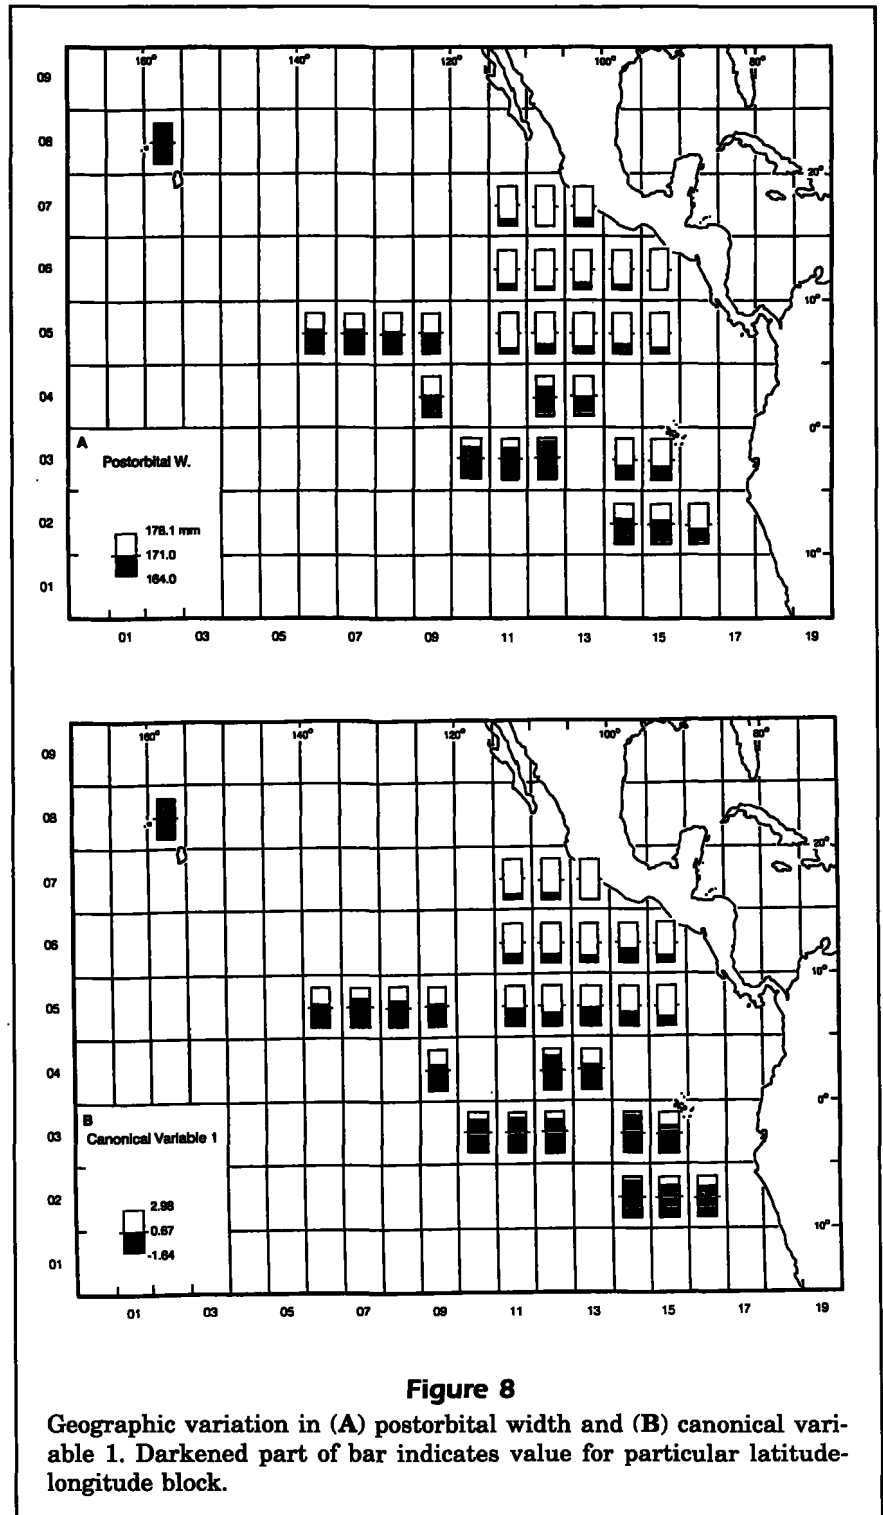 160° 140° 120° 100° 80°
09
08
07
06
05
04
03
02
01
20°
10°
0°
10°
A
Postorbital W.
178.1 mm
171.0
164.0
01 03 05 07 09 11 13 15 17 19
160° 140° 120° 100° 80°
09
08
07
06
05
04
03
02
01
20°
10°
0°
10°
B
Canonical Variable 1
2.98
0.67
-1.64
01 03 05 07 09 11 13 15 17 19
Figure 8
Geographic variation in (A) postorbital width and (B) canonical vari-
able 1. Darkened part of bar indicates value for particular latitude-
longitude block.